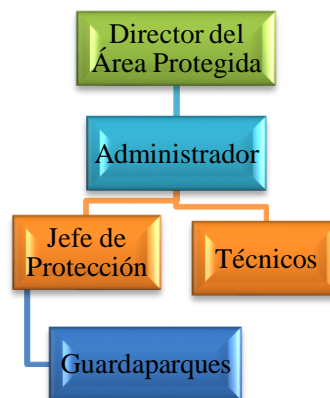 Director del
Área Protegida
Administrador
Jefe de
Protección
Técnicos
Guardaparques